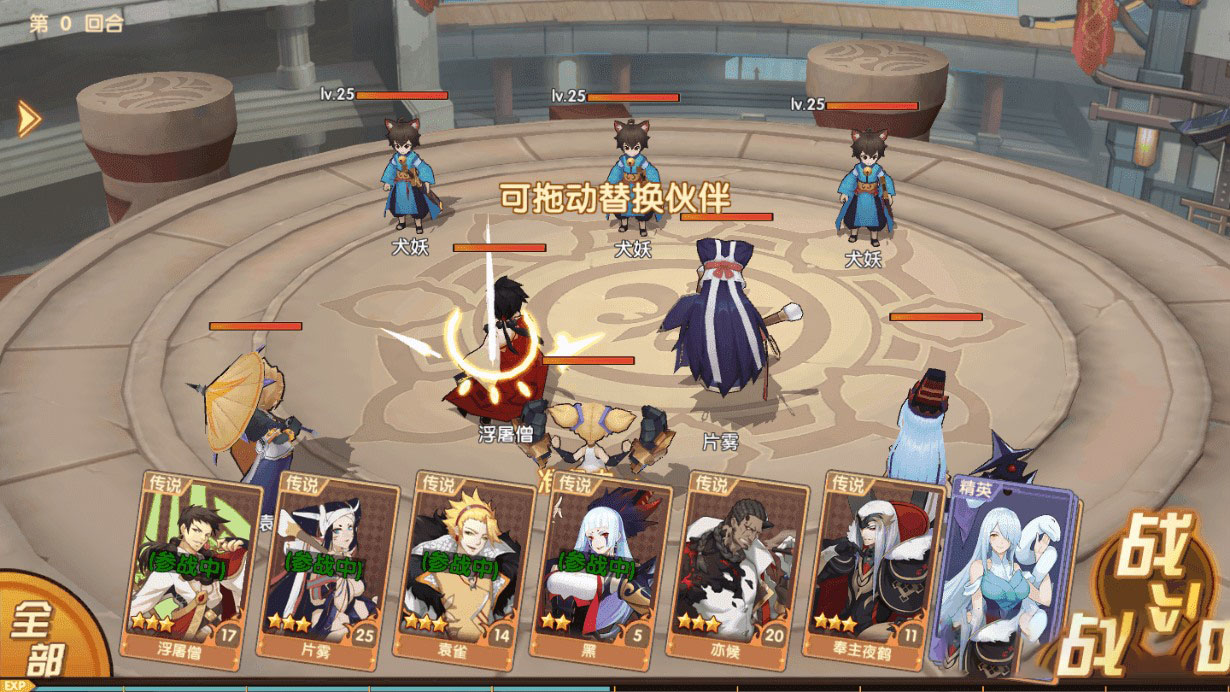 第 0 回合
lv.25
lv.25
lv.25
可拖动替换伙伴
犬妖
犬妖
犬妖
浮屠僧
片雾
袁
传说
传说
传说
传说
传说
传说
精英
(参战中)
(参战中)
(参战中)
(参战中)
17
25
14
5
20
11
浮屠僧
片雾
袁雀
黑
亦候
奉主夜鹤
全部
战
战
EXP